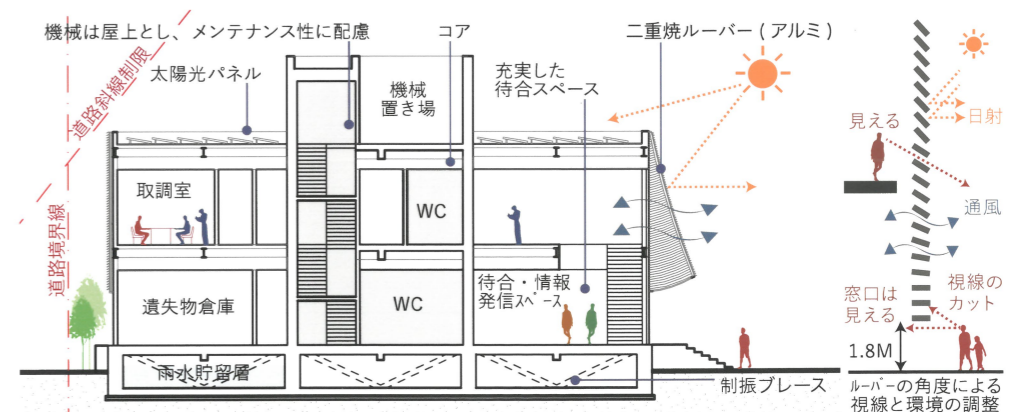 機械は屋上とし、メンテナンス性に配慮
コア
二重焼ルーバー(アルミ)
道路斜線制限
太陽光パネル
機械
置き場
充実した
待合スペース
日射
見える
取調室
WC
通風
道路境界線
遺失物倉庫
WC
待合・情報
発信スペース
窓口は
見える
視線の
カット
1.8M
雨水貯留層
制振ブレース
ルーバーの角度による
視線と環境の調整